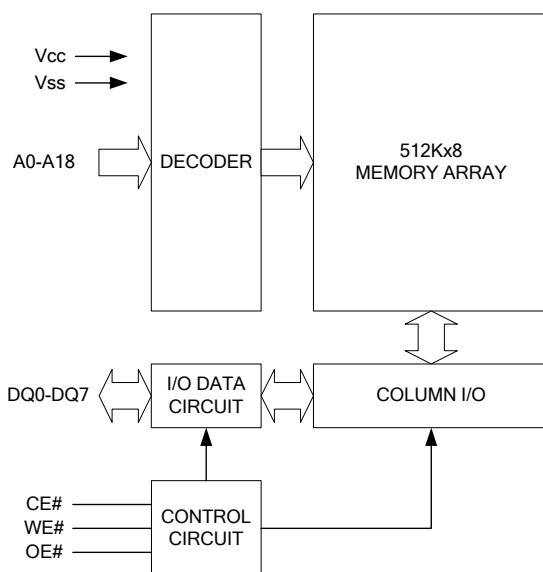 Vcc
Vss
A0-A18
DECODER
512Kx8
MEMORY ARRAY
DQ0-DQ7
I/O DATA
CIRCUIT
COLUMN I/O
CE#
WE#
OE#
CONTROL
CIRCUIT